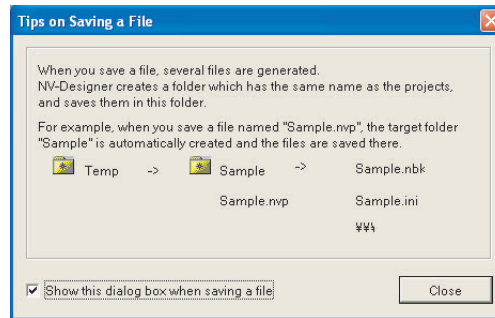 Tips on Saving a File
When you save a file, several files are generated.
NV-Designer creates a folder which has the same name as the projects,
and saves them in this folder.
For example, when you save a file named "Sample.nvp", the target folder
"Sample" is automatically created and the files are saved there.
Temp -> Sample -> Sample.nbk
Sample.nvp Sample.ini
¥¥¥
Show this dialog box when saving a file
Close